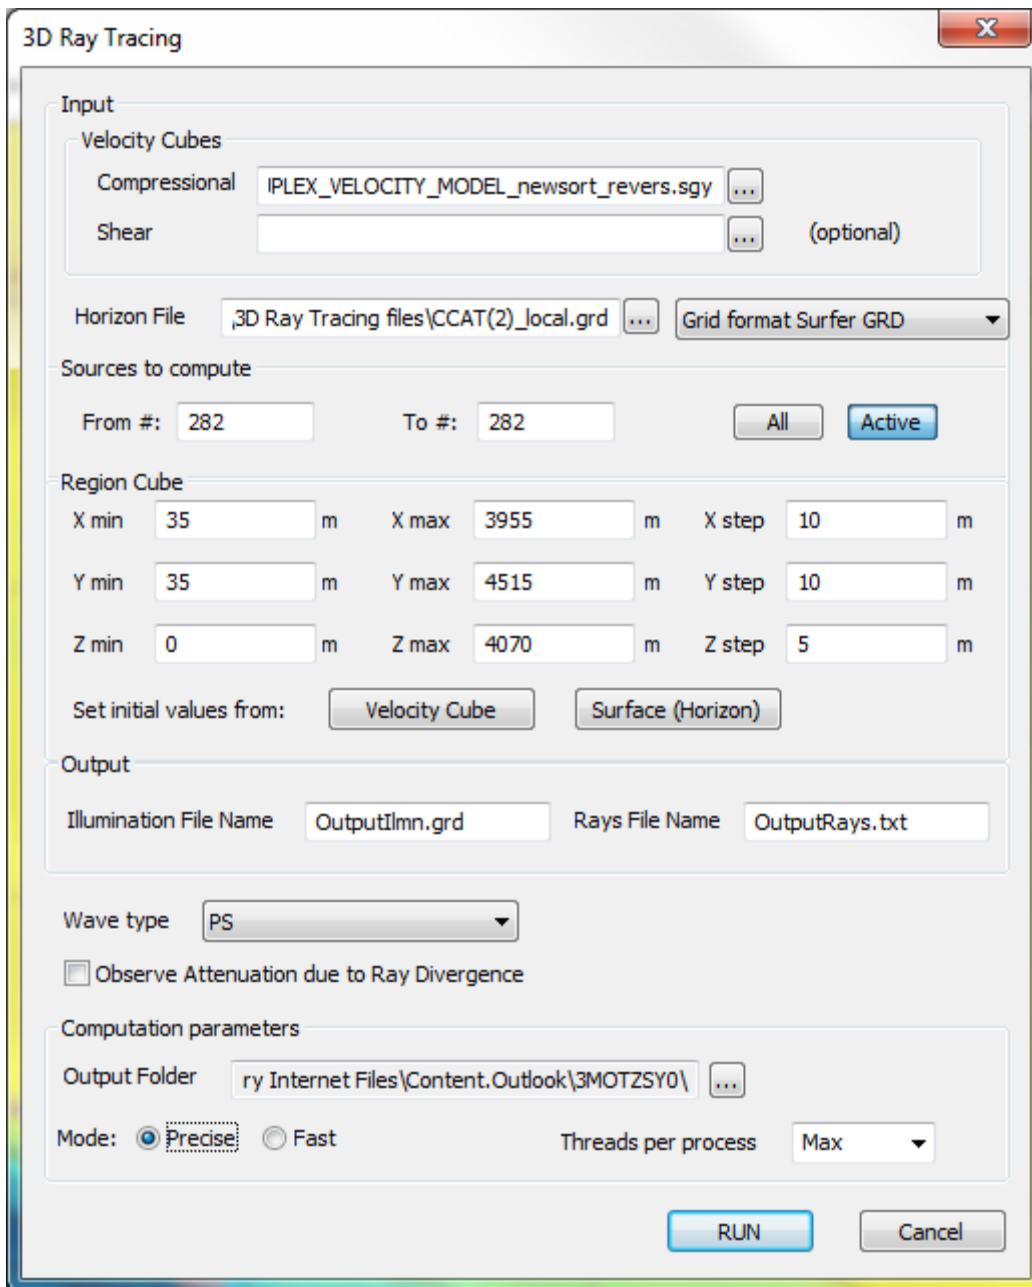 3D Ray Tracing
Input
Velocity Cubes
Compressional IPLEX_VELOCITY_MODEL_newsort_revers.sgy ...
Shear ... (optional)
Horizon File ,3D Ray Tracing files\CCAT(2)_local.grd ... Grid format Surfer GRD
Sources to compute
From #: 282 To #: 282 All Active
Region Cube
X min 35 m X max 3955 m X step 10 m
Y min 35 m Y max 4515 m Y step 10 m
Z min 0 m Z max 4070 m Z step 5 m
Set initial values from: Velocity Cube Surface (Horizon)
Output
Illumination File Name OutputIlmn.grd Rays File Name OutputRays.txt
Wave type PS
Observe Attenuation due to Ray Divergence
Computation parameters
Output Folder ry Internet Files\Content.Outlook\3MOTZSY0\ ...
Mode: Precise Fast Threads per process Max
RUN Cancel